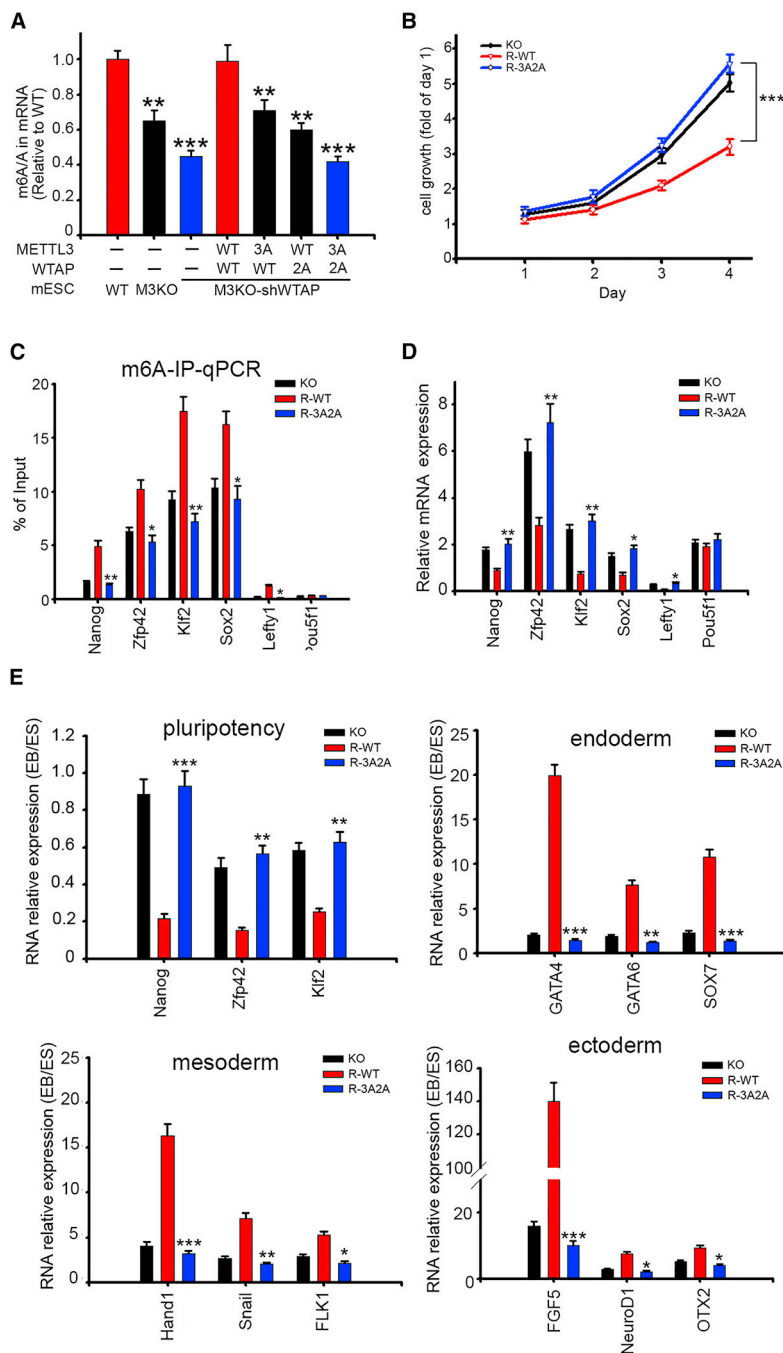 A
m6A/A in mRNA
(Relative to WT)
1.0
0.8
0.6
0.4
0.2
0
**
***
**
**
***
METTL3 — — — WT 3A WT 3A
WTAP — — — WT WT 2A 2A
mESC WT M3KO M3KO-shWTAP
B
KO
R-WT
R-3A2A
cell growth (fold of day 1)
6
5
4
3
2
1
0
***
1 2 3 4
Day
C
m6A-IP-qPCR
KO
R-WT
R-3A2A
% of Input
20
15
10
5
0
**
*
**
*
*
Nanog
Zfp42
Klf2
Sox2
Lefty1
Pou5f1
D
KO
R-WT
R-3A2A
Relative mRNA expression
8
6
4
2
0
**
**
**
*
*
Nanog
Zfp42
Klf2
Sox2
Lefty1
Pou5f1
E
pluripotency
KO
R-WT
R-3A2A
RNA relative expression (EB/ES)
1.2
1.0
0.8
0.6
0.4
0.2
0
***
**
**
Nanog
Zfp42
Klf2
endoderm
KO
R-WT
R-3A2A
RNA relative expression (EB/ES)
25
20
15
10
5
0
***
**
***
GATA4
GATA6
SOX7
mesoderm
KO
R-WT
R-3A2A
RNA relative expression (EB/ES)
25
20
15
10
5
0
***
**
*
Hand1
Snail
FLK1
ectoderm
KO
R-WT
R-3A2A
RNA relative expression (EB/ES)
160
140
120
100
40
20
0
***
*
*
FGF5
NeuroD1
OTX2